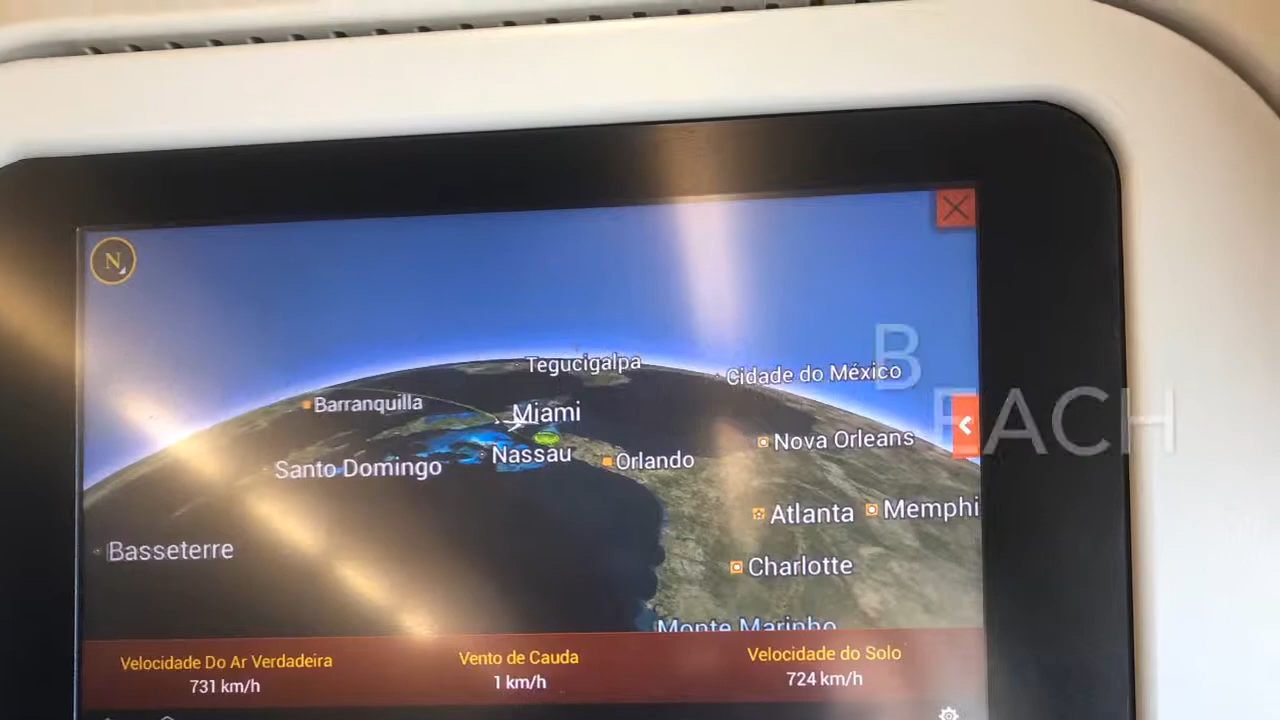 N
Tegucigalpa
Cidade do México
B
EACH
Barranquilla
Miami
Nova Orleans
Nassau
Orlando
Santo Domingo
Atlanta
Memphi
Basseterre
Charlotte
Monte Marinho
Velocidade Do Ar Verdadeira
Vento de Cauda
Velocidade do Solo
731 km/h
1 km/h
724 km/h